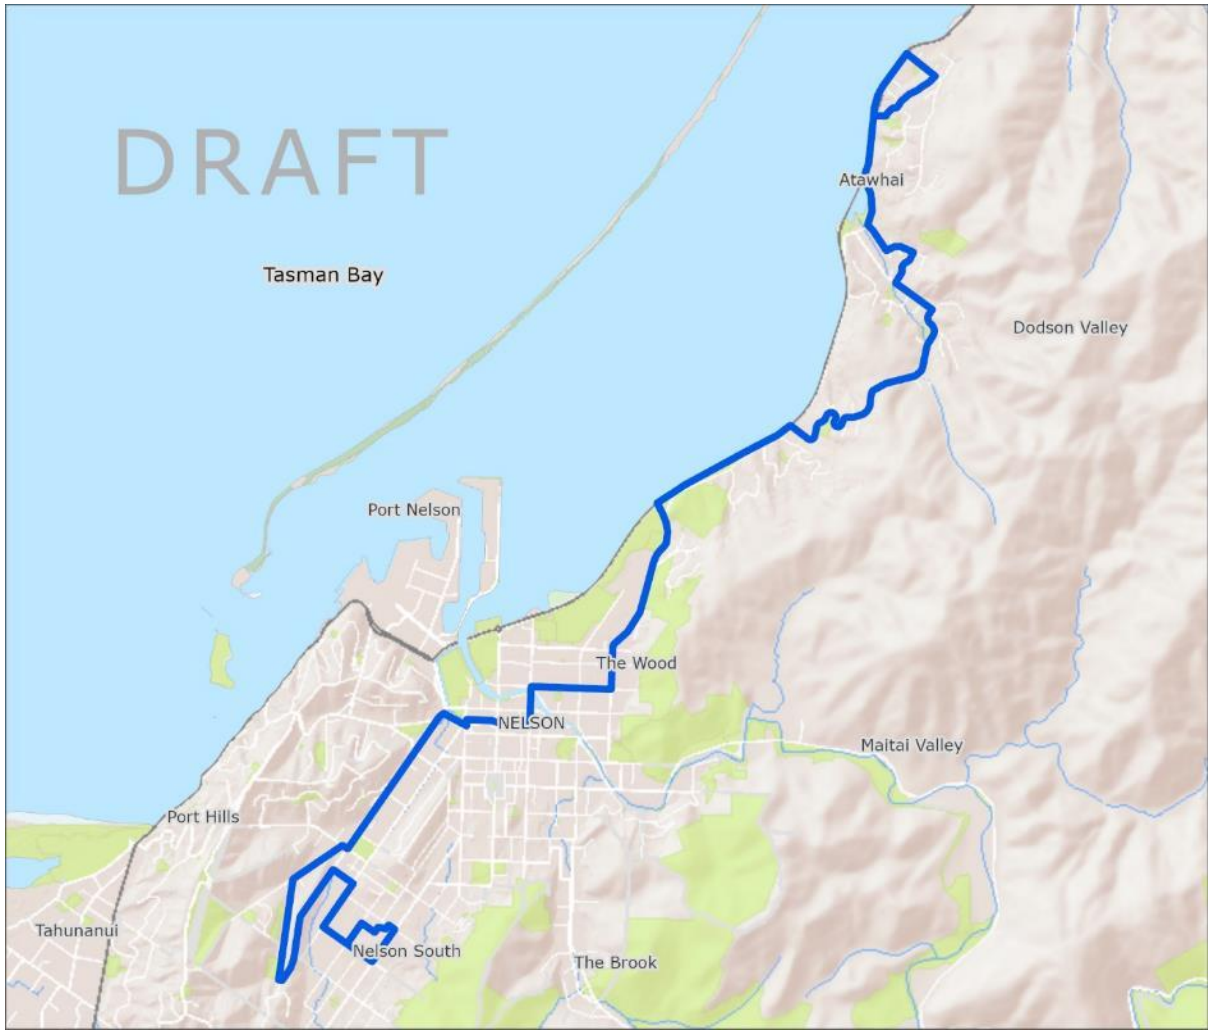 DRAFT
Atawhai
Tasman Bay
Dodson Valley
Port Nelson
The Wood
NELSON
Maitai Valley
Port Hills
Tahunanui
Nelson South
The Brook